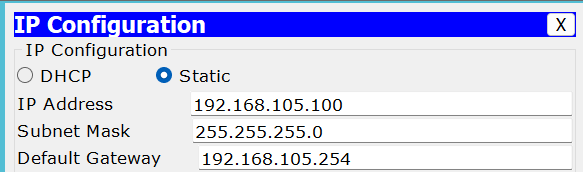 IP Configuration X
IP Configuration
DHCP Static
IP Address 192.168.105.100
Subnet Mask 255.255.255.0
Default Gateway 192.168.105.254